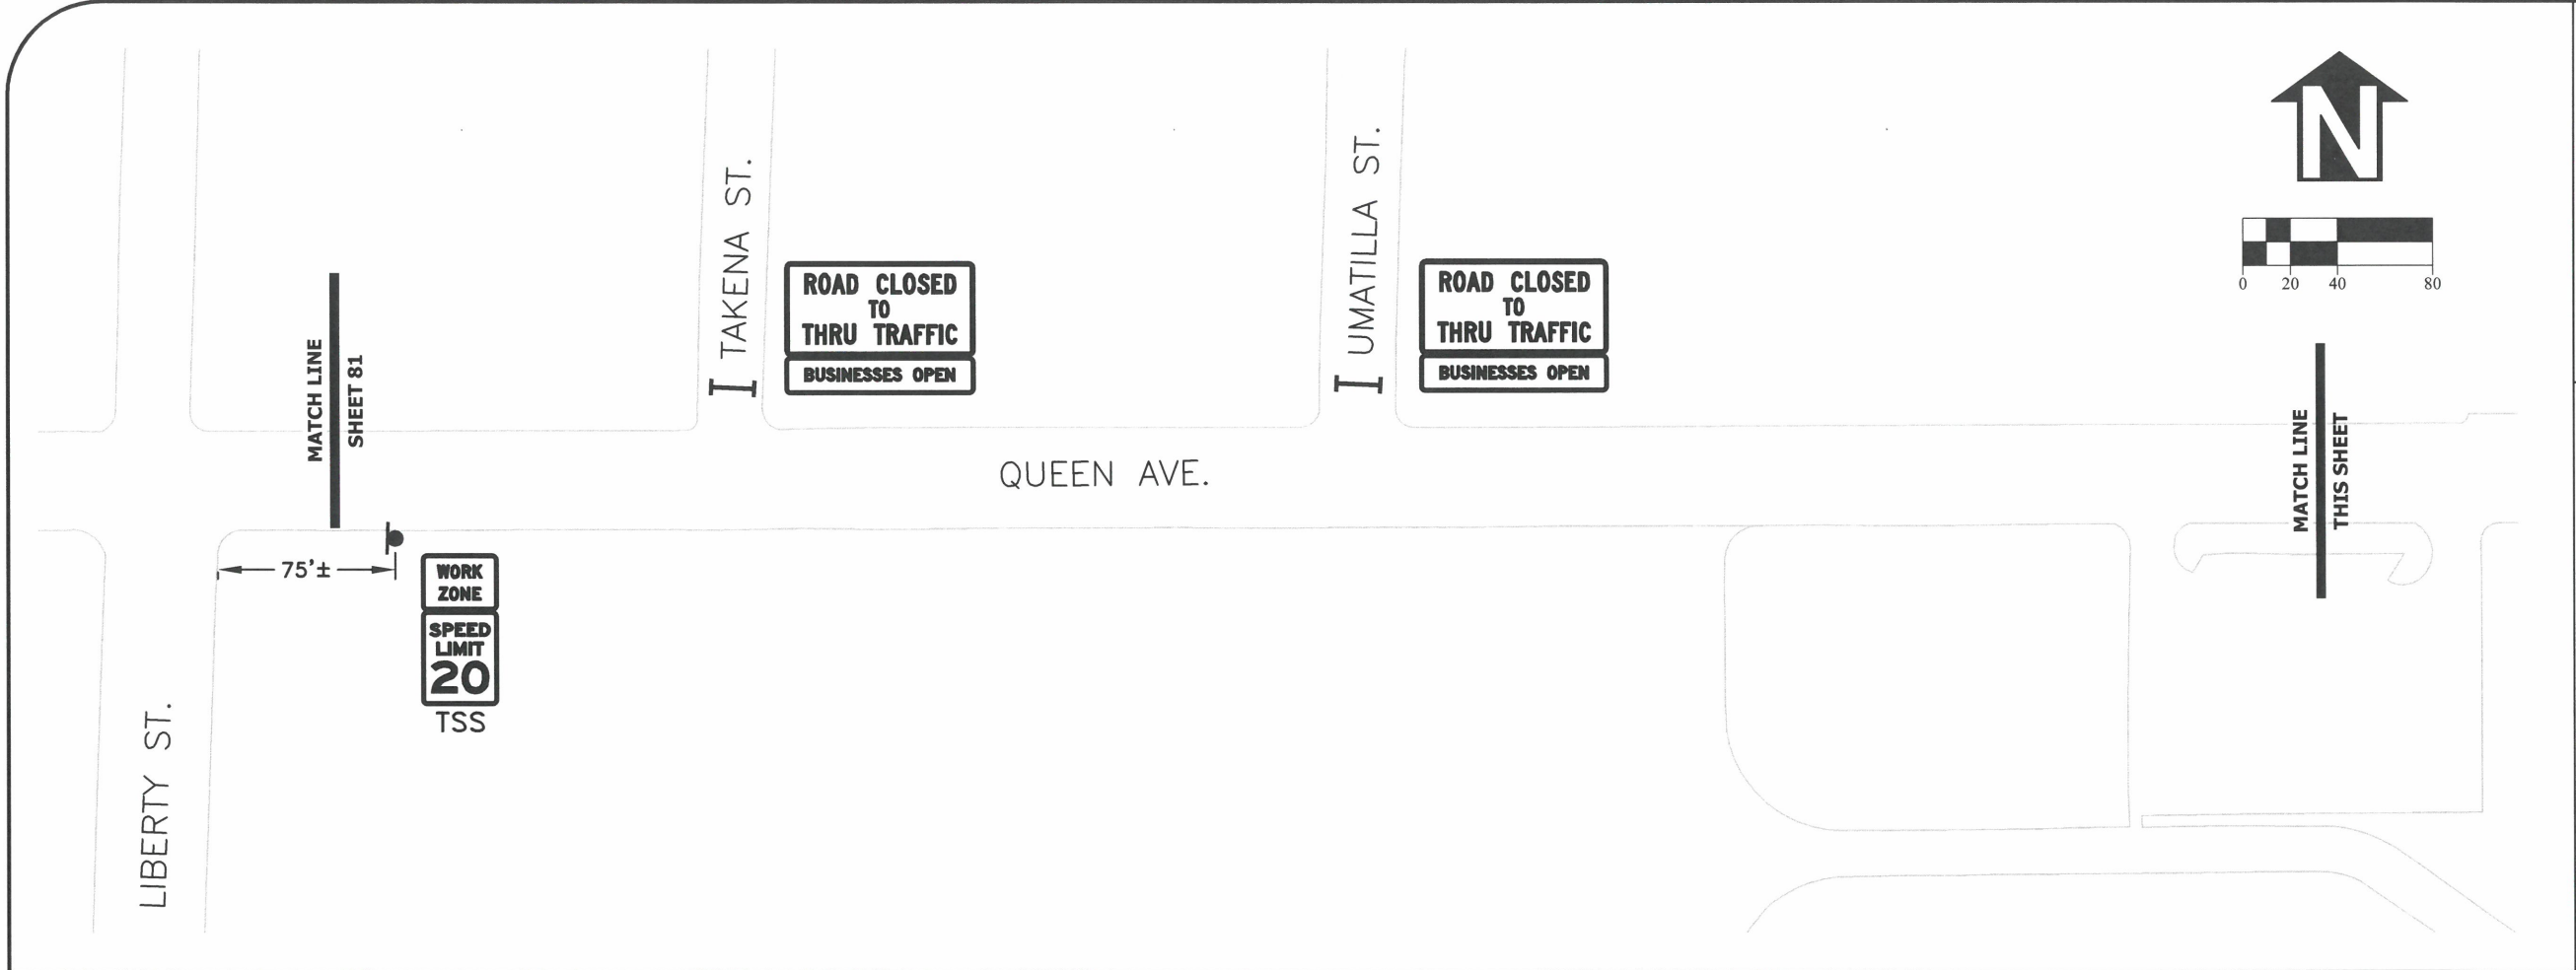 TAKENA ST.
UMATILLA ST.
N
ROAD CLOSED
TO
THRU TRAFFIC
BUSINESSES OPEN
ROAD CLOSED
TO
THRU TRAFFIC
BUSINESSES OPEN
0 20 40 80
MATCH LINE
SHEET 81
MATCH LINE
THIS SHEET
QUEEN AVE.
75'±
WORK
ZONE
SPEED
LIMIT
20
TSS
LIBERTY ST.